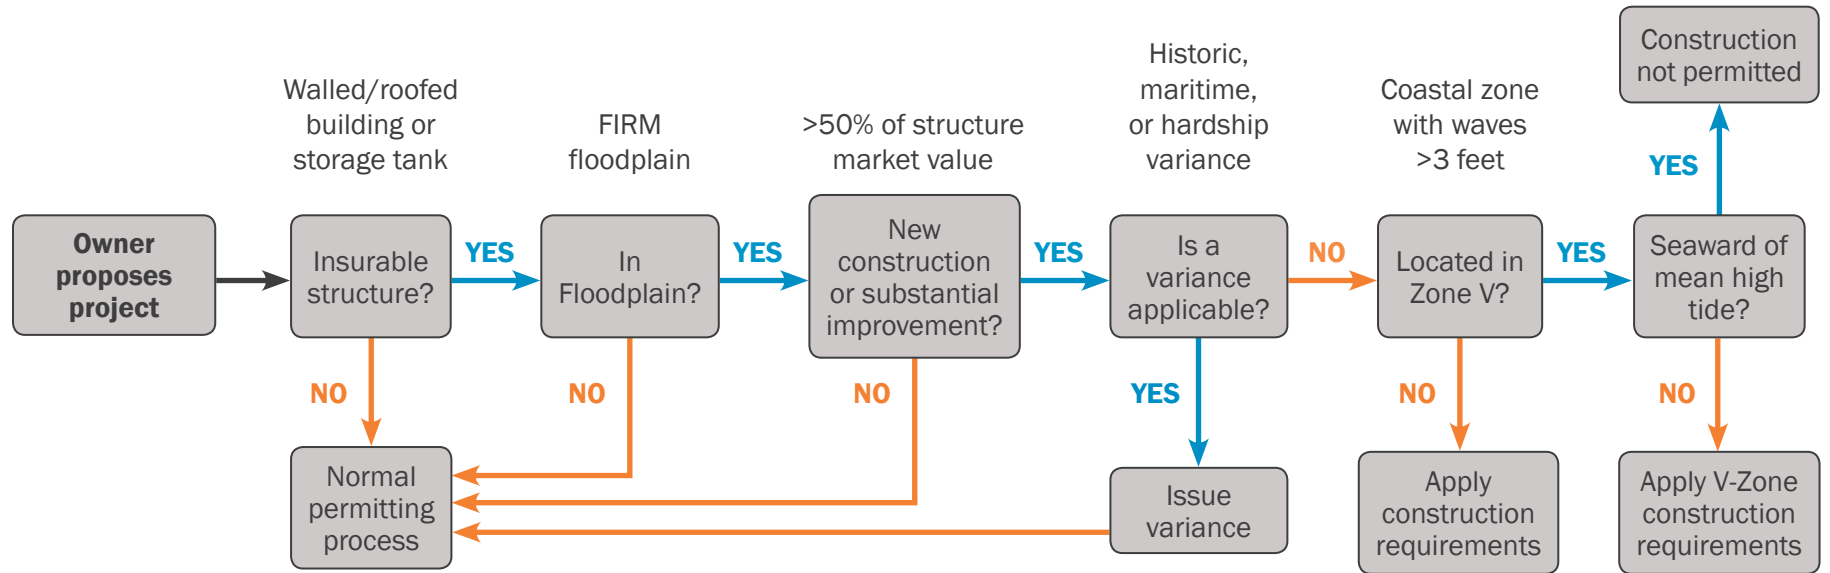 Walled/roofed
building or
storage tank
FIRM
floodplain
>50% of structure
market value
Historic,
maritime,
or hardship
variance
Coastal zone
with waves
>3 feet
Construction
not permitted
YES
Owner
proposes
project
Insurable
structure?
YES
In
Floodplain?
YES
New
construction
or substantial
improvement?
YES
Is a
variance
applicable?
NO
Located in
Zone V?
YES
Seaward of
mean high
tide?
NO
NO
NO
YES
NO
NO
Normal
permitting
process
Issue
variance
Apply
construction
requirements
Apply V-Zone
construction
requirements